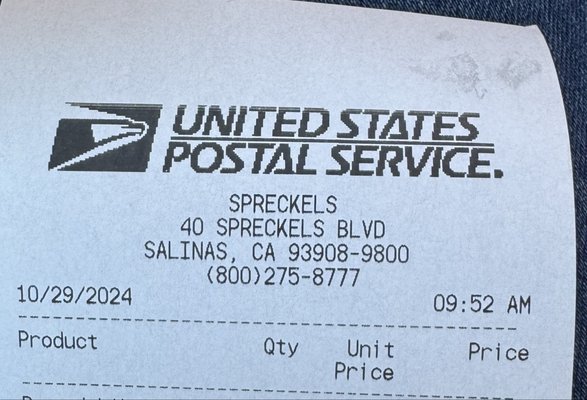 UNITED STATES
POSTAL SERVICE.
SPRECKELS
40 SPRECKELS BLVD
SALINAS, CA 93908-9800
(800)275-8777
10/29/2024 09:52 AM
Product Qty Unit Price
Price